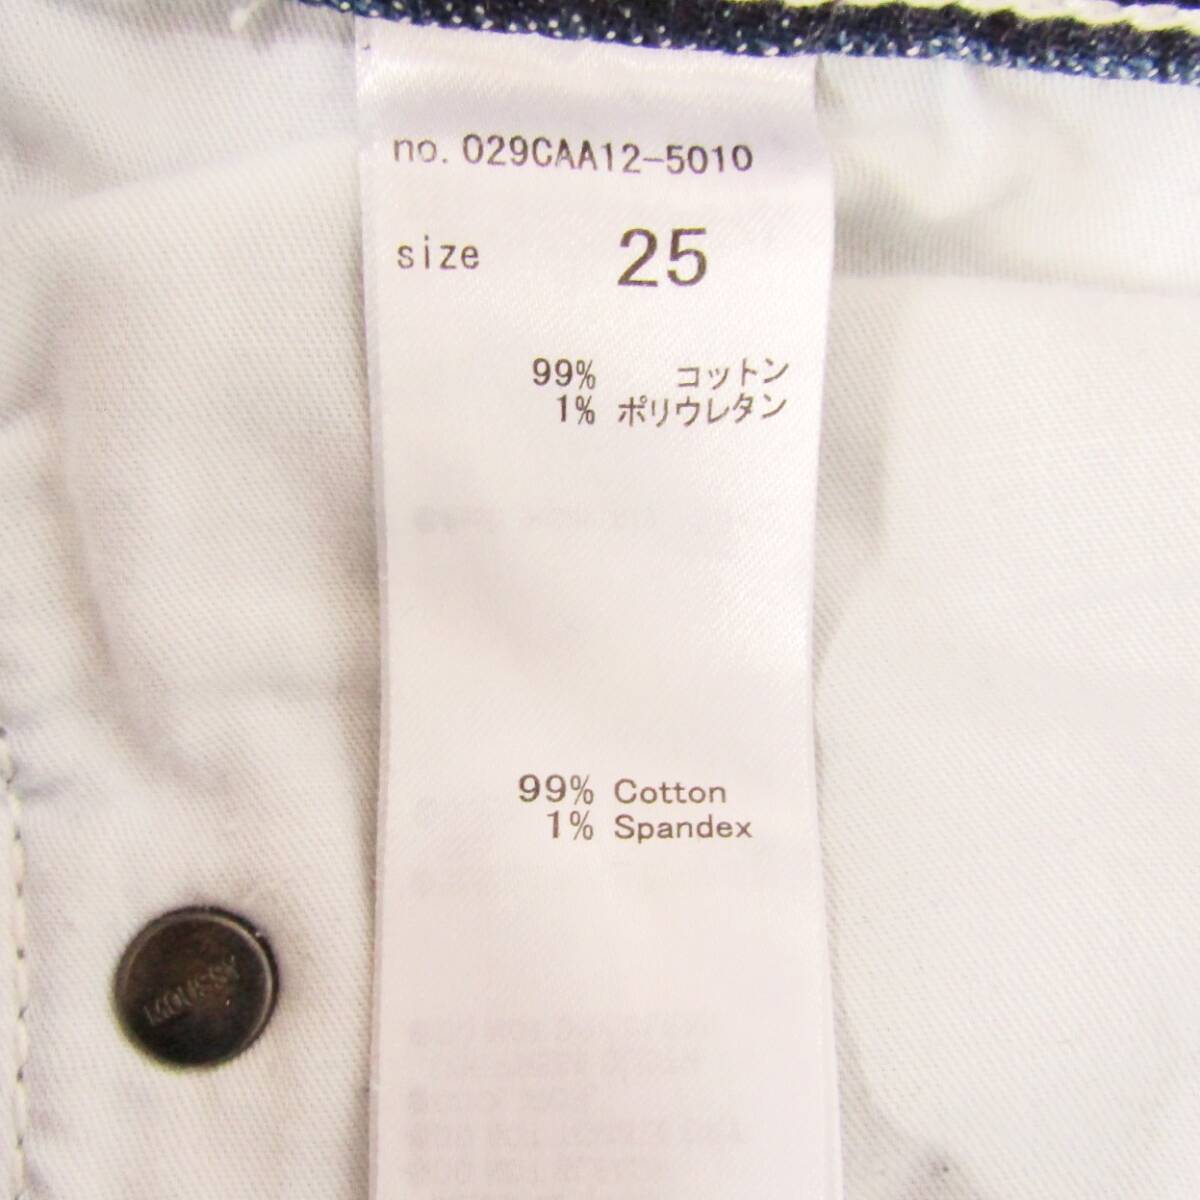 no. 029CAA12-5010
size 25
99% コットン
1% ポリウレタン
99% Cotton
1% Spandex
MOUSSY